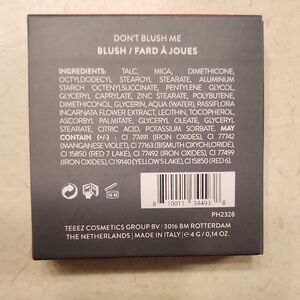 DON'T BLUSH ME
BLUSH / FARD À JOUES
INGREDIENTS: TALC, MICA, DIMETHICONE,
OCTYLDODECYL STEAROYL STEARATE, ALUMINUM
STARCH OCTENYLSUCCINATE, PENTYLENE GLYCOL,
GLYCERYL CAPRYLATE, ZINC STEARATE, POLYBUTENE,
DIMETHICONOL, GLYCERIN, AQUA (WATER), PASSIFLORA
INCARNATA FLOWER EXTRACT, LECITHIN, TOCOPHEROL,
ASCORBYL PALMITATE, GLYCERYL OLEATE, GLYCERYL
STEARATE, CITRIC ACID, POTASSIUM SORBATE. MAY
CONTAIN (+/-) : CI 77491 (IRON OXIDES), CI 77742
(MANGANESE VIOLET), CI 77163 (BISMUTH OXYCHLORIDE),
CI 15850 (RED 7 LAKE), CI 77492 (IRON OXIDES), CI 77499
(IRON OXIDES), CI 19140 (YELLOW 5 LAKE), CI 15850 (RED 6).
18 M
8 10011 34493 8
PH2328
TEEEZ COSMETICS GROUP BV | 3016 BM ROTTERDAM
THE NETHERLANDS | MADE IN ITALY | ℮ 4 G / 0,14 OZ.